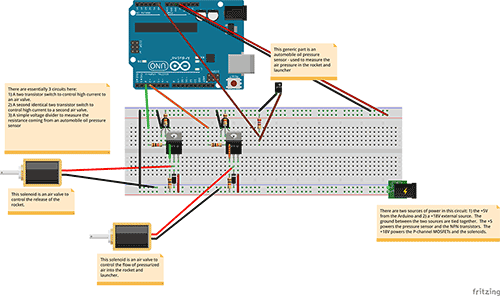 This generic part is an
automobile oil pressure
sensor - used to measure the
air pressure in the rocket and
launcher
There are essentially 3 circuits here:
1) A two transistor switch to control high current to
an air valve.
2) A second identical two transistor switch to
control high-current to a second air valve.
3) A simple voltage divider to measure the
resistance coming from an automobile oil pressure
sensor
This solenoid is an air valve to
control the release of the
rocket.
This solenoid is an air valve to
control the flow of pressurized
air into the rocket and
launcher.
There are two sources of power in this circuit: 1) the +5V
from the Arduino and 2) a +18V external source. The
ground between the two sources are tied together. The +5
powers the pressure sensor and the NPN transistors. The
+18V powers the P-channel MOSFETs and the solenoids.
Arduino
UNO
fritzing